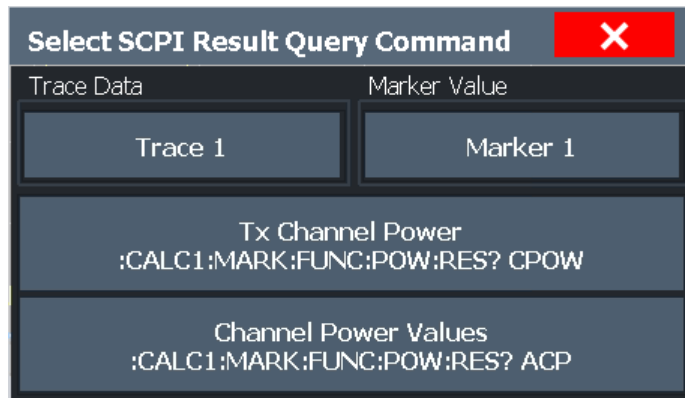 Select SCPI Result Query Command
Trace Data
Marker Value
Trace 1
Marker 1
Tx Channel Power
:CALC1:MARK:FUNC:POW:RES? CPOW
Channel Power Values
:CALC1:MARK:FUNC:POW:RES? ACP